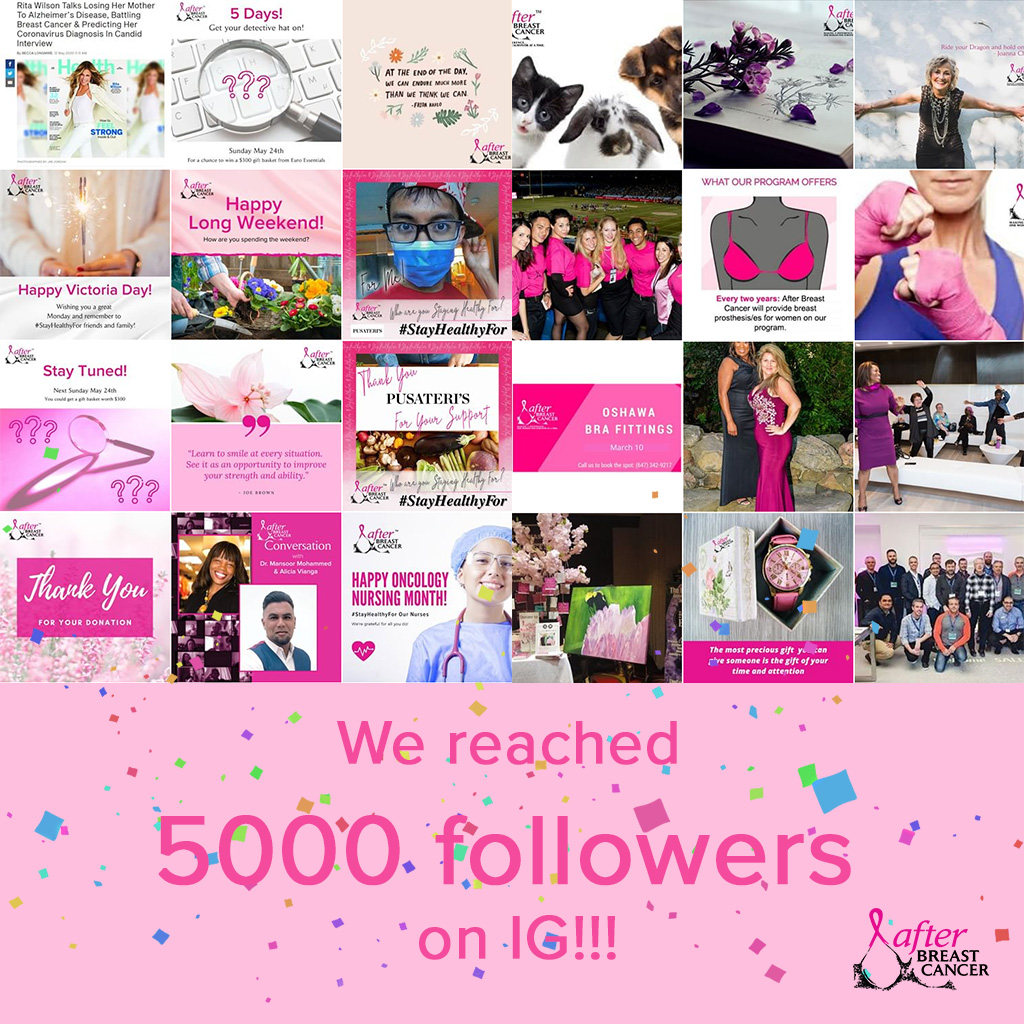 Rita Wilson Talks Losing Her Mother
To Alzheimer's Disease, Battling
Breast Cancer & Predicting Her
Coronavirus Diagnosis In Candid
Interview
Health
STRONG
after
BREAST
CANCER
5 Days!
Get your detective hat on!
???
Sunday May 24th
For a chance to win a $300 gift basket from Euro Essentials
AT THE END OF THE DAY,
WE CAN ENDURE MUCH MORE
THAN WE THINK WE CAN.
-FRIDA KAHLO
after
BREAST
CANCER
after
BREAST
CANCER
Ride your Dragon and hold on
after
BREAST
CANCER
Happy Victoria Day!
Wishing you a great
Monday and remember to
#StayHealthyFor friends and family!
after
BREAST
CANCER
Happy
Long Weekend!
How are you spending the weekend?
For Me!
after
BREAST
CANCER
Who are you Staying Healthy For?
PUSATERI'S
#StayHealthyFor
WHAT OUR PROGRAM OFFERS
Every two years: After Breast
Cancer will provide breast
prosthesis/es for women on our
program.
after
BREAST
CANCER
Stay Tuned!
Next Sunday May 24th
You could get a gift basket worth $300
???
???
after
BREAST
CANCER
"Learn to smile at every situation.
See it as an opportunity to improve
your strength and ability."
- JOE BROWN
Thank You
PUSATERI'S
For Your Support
Who are you Staying Healthy For?
after
BREAST
CANCER
#StayHealthyFor
after
BREAST
CANCER
OSHAWA
BRA FITTINGS
March 10
Call us to book the spot: (647) 342-9217
after
BREAST
CANCER
Thank You
FOR YOUR DONATION
after
BREAST
CANCER
Conversation
with
Dr. Mansoor Mohammed
& Alicia Vianga
after
BREAST
CANCER
HAPPY ONCOLOGY
NURSING MONTH!
#StayHealthyFor Our Nurses
We're grateful for all you do!
The most precious gift you can
give someone is the gift of your
time and attention
We reached
5000 followers
on IG!!!
after
BREAST
CANCER